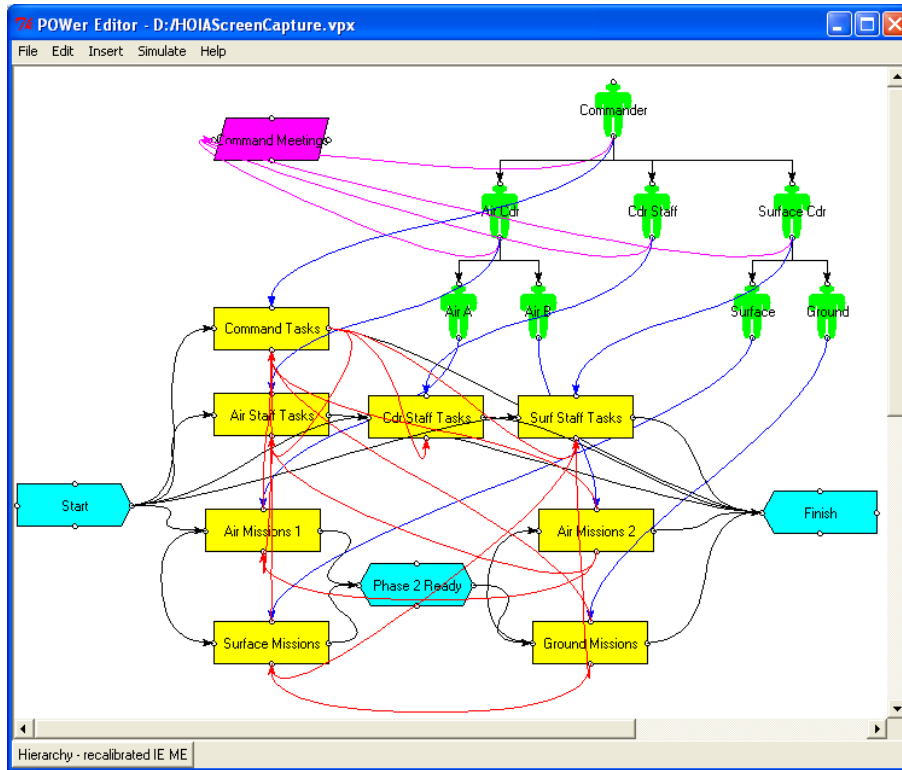 POWer Editor - D:/HOIAScreenCapture.vpx
File Edit Insert Simulate Help
Commander
Command Meetings
Air Cdr
Cdr Staff
Surface Cdr
Air A
Air B
Surface
Ground
Command Tasks
Air Staff Tasks
Cdr Staff Tasks
Surf Staff Tasks
Start
Air Missions 1
Air Missions 2
Finish
Phase 2 Ready
Surface Missions
Ground Missions
Hierarchy - recalibrated IE ME